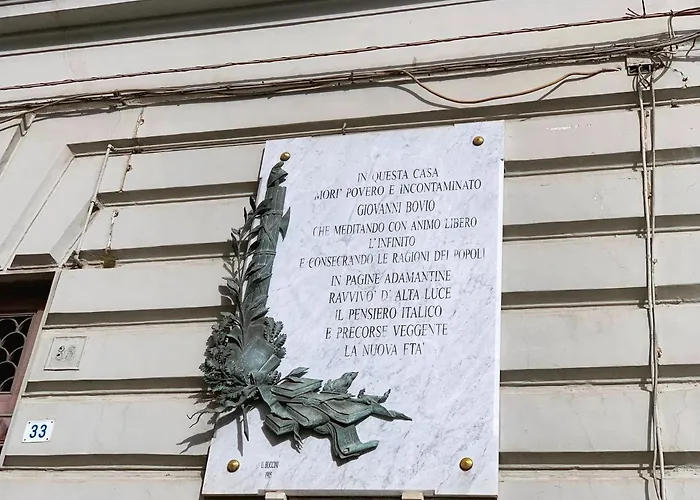 IN QUESTA CASA
MORI' POVERO E INCONTAMINATO
GIOVANNI BOVIO
CHE MEDITANDO CON ANIMO LIBERO
L'INFINITO
E CONSECRANDO LE RAGIONI DEI POPOLI
IN PAGINE ADAMANTINE
RAVVIVO' D'ALTA LUCE
IL PENSIERO ITALICO
E PRECORSE VEGGENTE
LA NUOVA ETA'
33